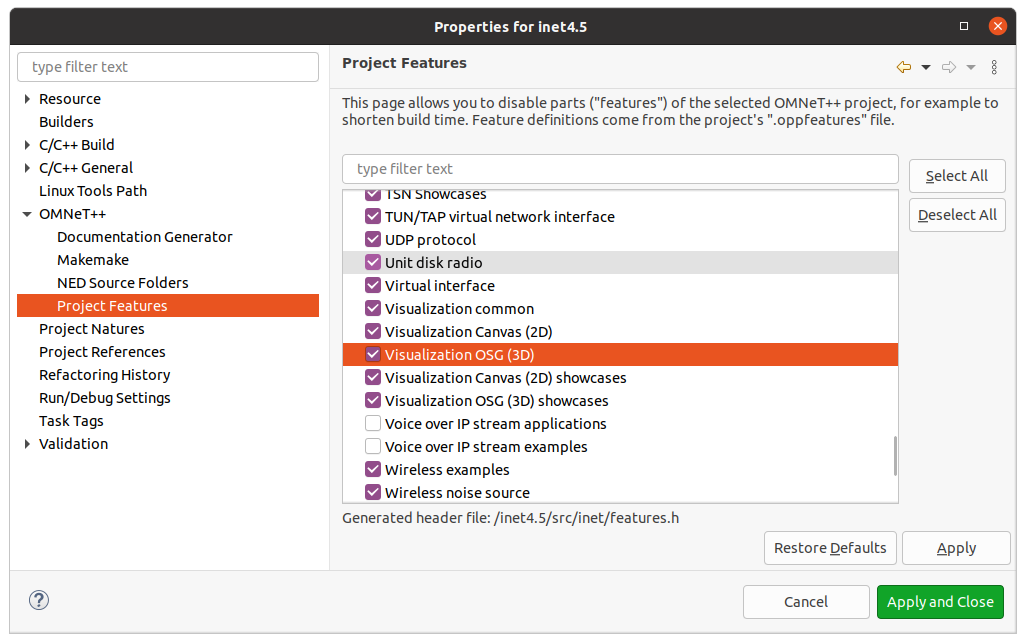 Properties for inet4.5
type filter text
Resource
Builders
C/C++ Build
C/C++ General
Linux Tools Path
OMNeT++
Documentation Generator
Makemake
NED Source Folders
Project Features
Project Natures
Project References
Refactoring History
Run/Debug Settings
Task Tags
Validation
Project Features
This page allows you to disable parts ("features") of the selected OMNeT++ project, for example to
shorten build time. Feature definitions come from the project's ".oppfeatures" file.
type filter text
TSN Showcases
TUN/TAP virtual network interface
UDP protocol
Unit disk radio
Virtual interface
Visualization common
Visualization Canvas (2D)
Visualization OSG (3D)
Visualization Canvas (2D) showcases
Visualization OSG (3D) showcases
Voice over IP stream applications
Voice over IP stream examples
Wireless examples
Wireless noise source
Select All
Deselect All
Generated header file: /inet4.5/src/inet/features.h
Restore Defaults
Apply
?
Cancel
Apply and Close